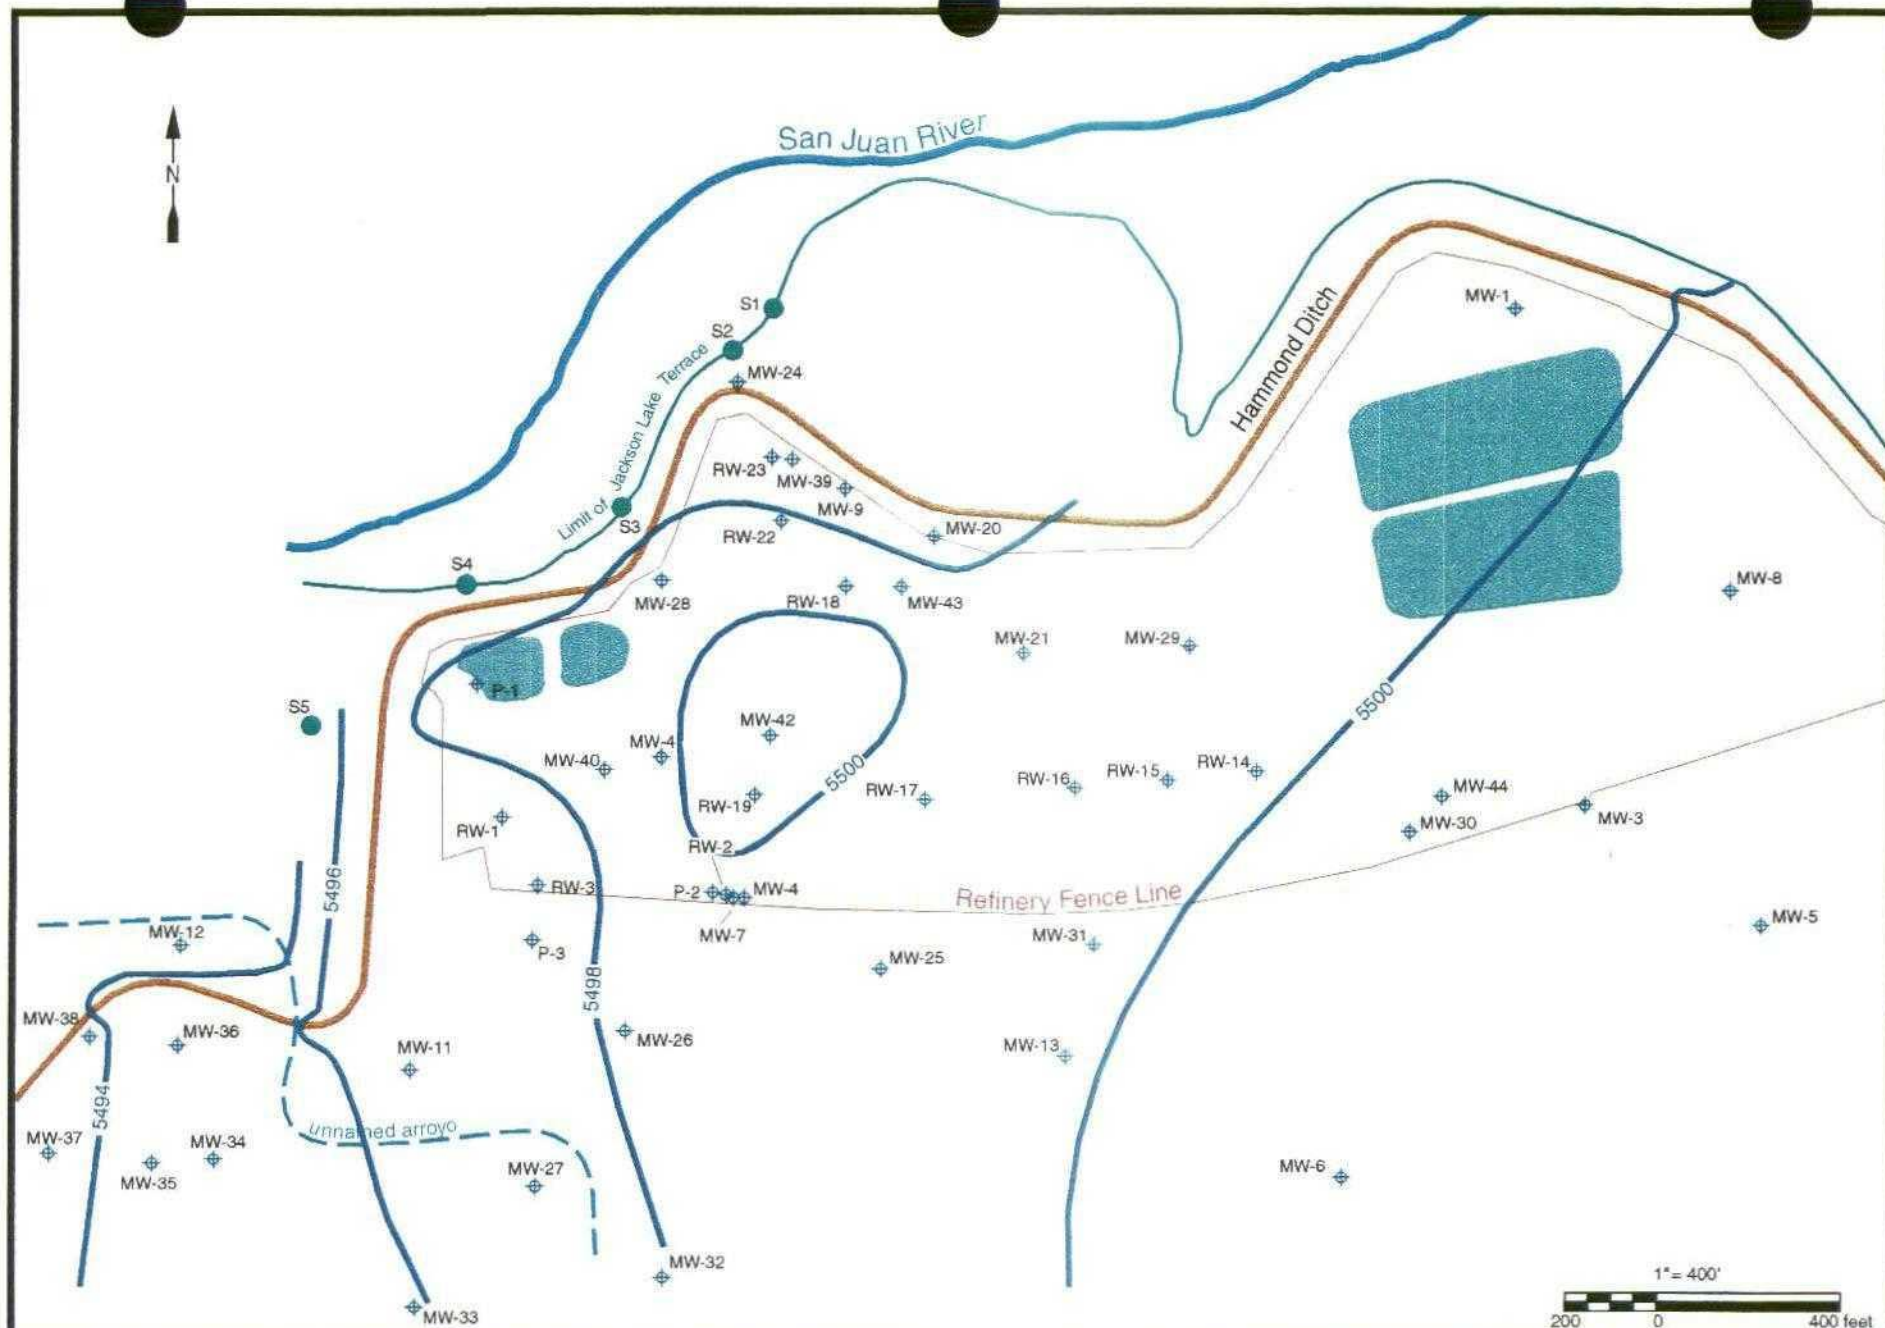 San Juan River
N
S1
MW-1
S2
Hammond Ditch
Limit of Jackson Lake Terrace
MW-24
RW-23
MW-39
MW-9
S3
RW-22
MW-20
S4
MW-8
MW-28
RW-18
MW-43
MW-21
MW-29
P-1
5500
S5
MW-42
MW-4
MW-40
5500
RW-14
RW-15
RW-16
RW-17
RW-19
MW-44
MW-3
RW-1
MW-30
RW-2
5496
RW-3
P-2
MW-4
Refinery Fence Line
MW-5
MW-12
MW-7
MW-31
P-3
MW-25
5498
MW-38
MW-36
MW-26
MW-11
MW-13
5494
unnamed arroyo
MW-37
MW-34
MW-35
MW-27
MW-6
MW-32
MW-33
1"= 400'
200 0 400 feet